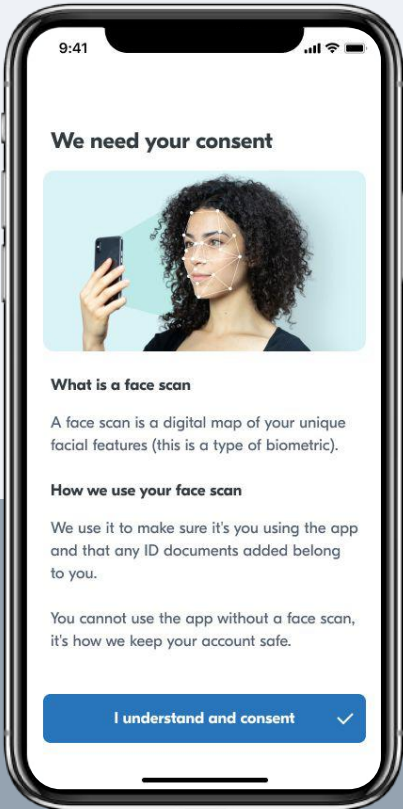 9:41
We need your consent
What is a face scan
A face scan is a digital map of your unique
facial features (this is a type of biometric).
How we use your face scan
We use it to make sure it's you using the app
and that any ID documents added belong
to you.
You cannot use the app without a face scan,
it's how we keep your account safe.
I understand and consent